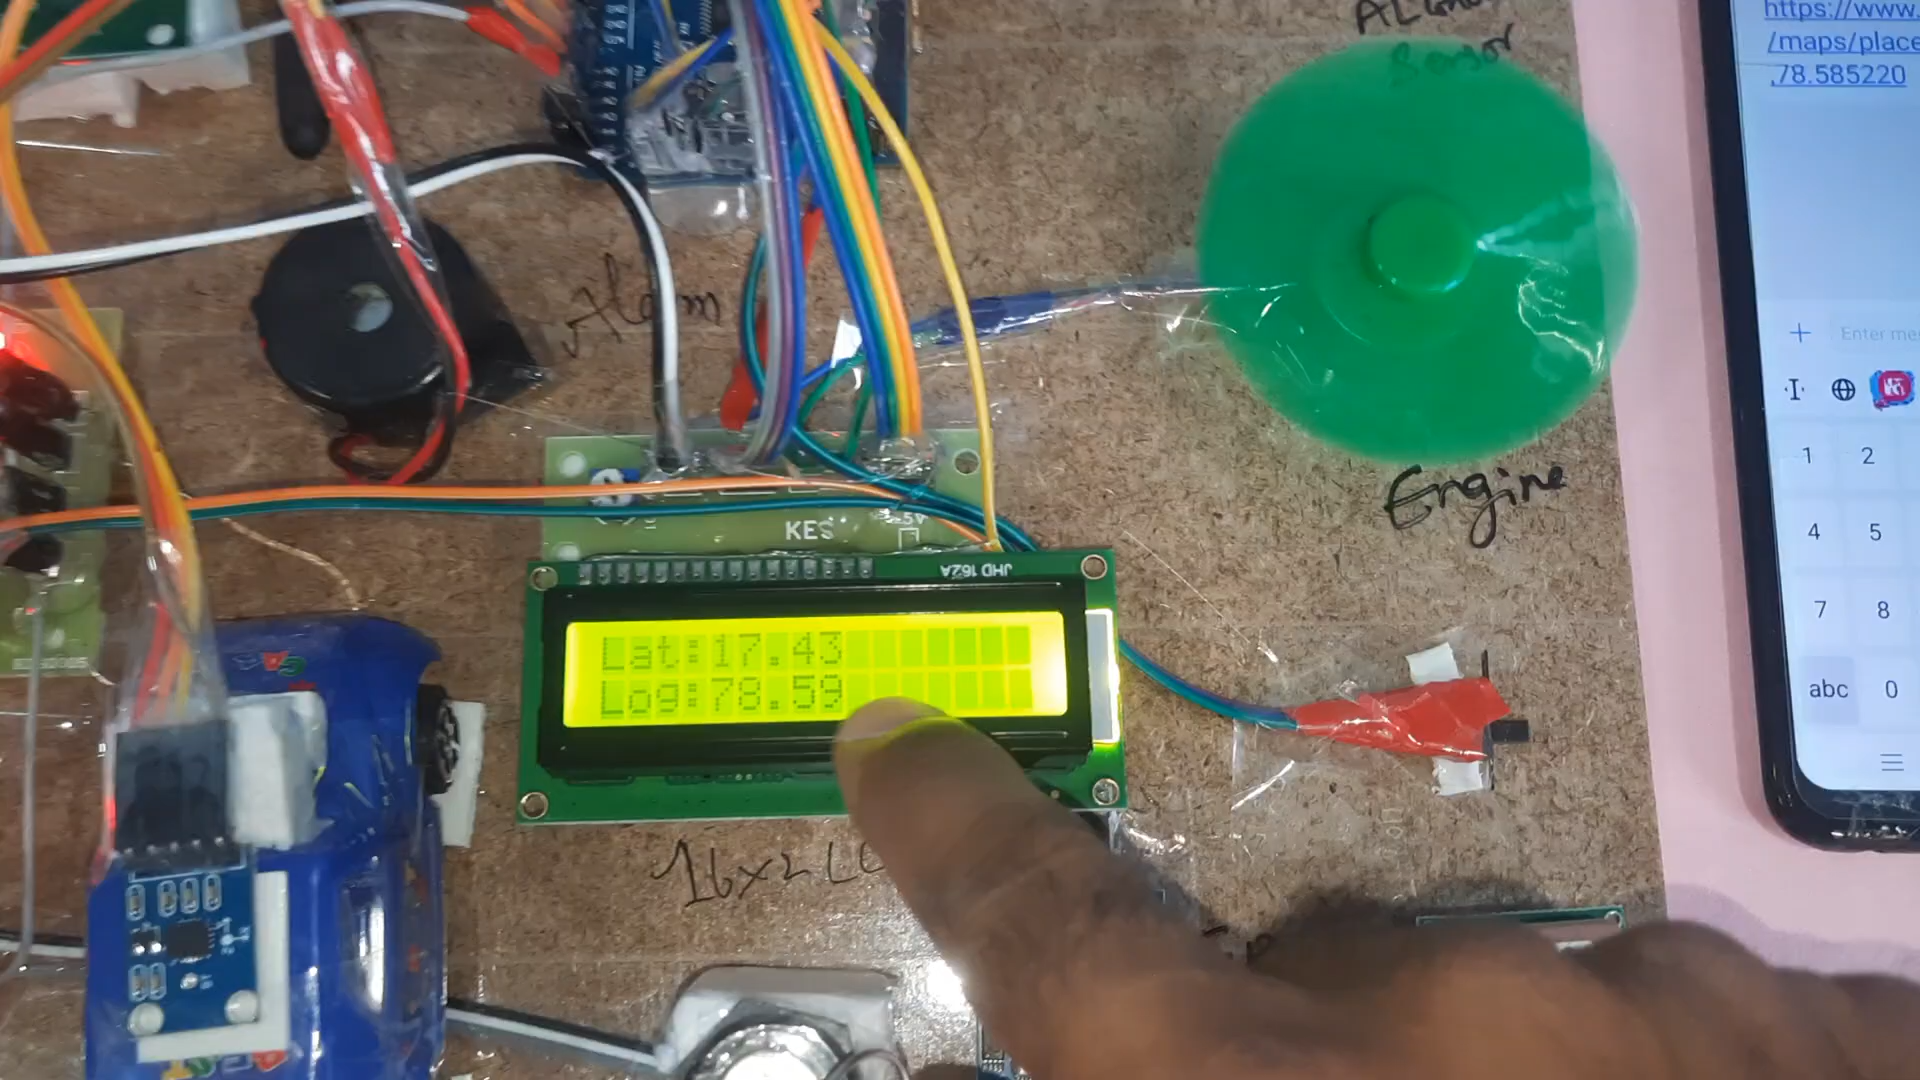 Sensor
https://www.
/maps/place
,78.585220
Alarm
Engine
KES
JHD 162A
Lat:17.43
Log:78.59
16x2 LC
+ Enter me
1 2
4 5
7 8
abc 0